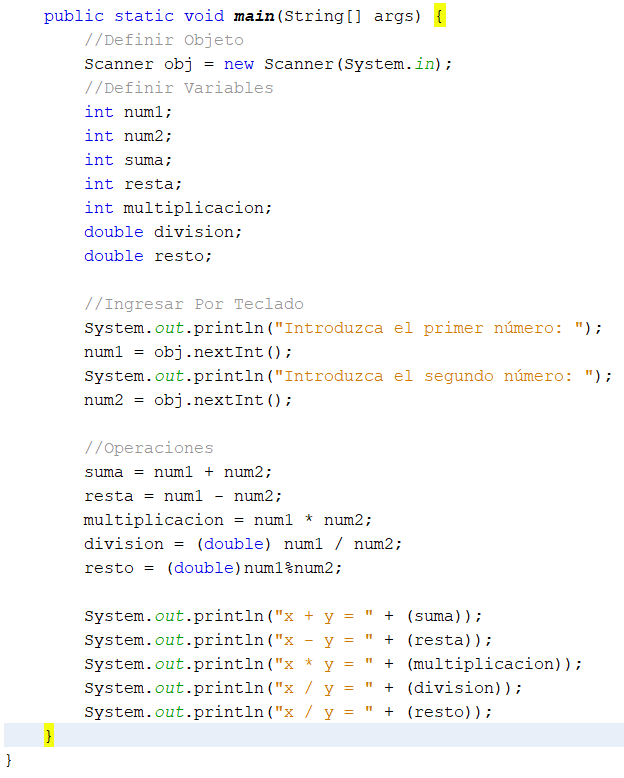 public static void main(String[] args) {
//Definir Objeto
Scanner obj = new Scanner(System.in);
//Definir Variables
int num1;
int num2;
int suma;
int resta;
int multiplicacion;
double division;
double resto;
//Ingresar Por Teclado
System.out.println("Introduzca el primer número: ");
num1 = obj.nextInt();
System.out.println("Introduzca el segundo número: ");
num2 = obj.nextInt();
//Operaciones
suma = num1 + num2;
resta = num1 - num2;
multiplicacion = num1 * num2;
division = (double) num1 / num2;
resto = (double)num1%num2;
System.out.println("x + y = " + (suma));
System.out.println("x - y = " + (resta));
System.out.println("x * y = " + (multiplicacion));
System.out.println("x / y = " + (division));
System.out.println("x / y = " + (resto));
}
}